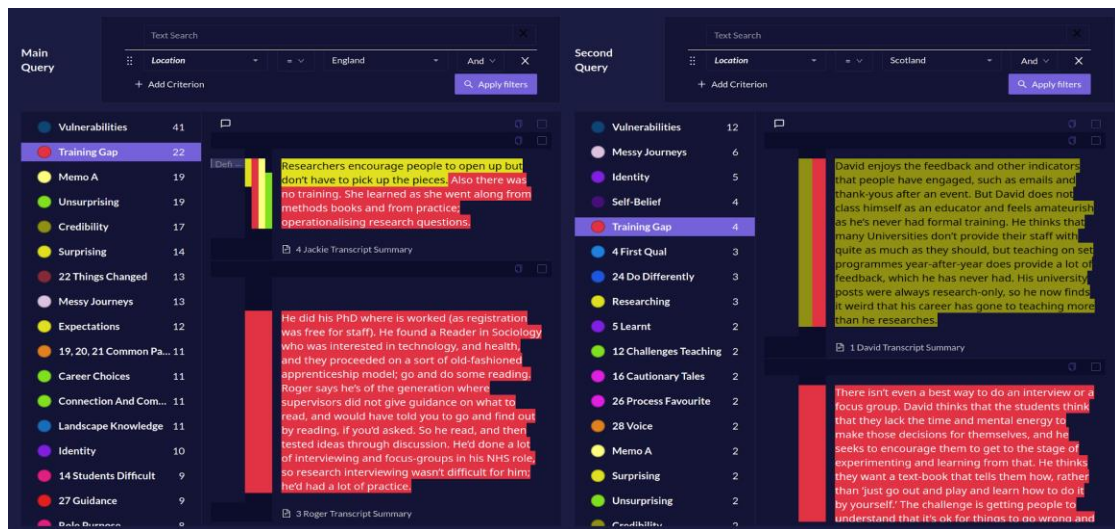 Main
Query
Text Search
Location
=
England
And
+ Add Criterion
Apply filters
Vulnerabilities 41
Training Gap 22
Memo A 19
Unsurprising 19
Credibility 17
Surprising 14
22 Things Changed 13
Messy Journeys 13
Expectations 12
19, 20, 21 Common Pa... 11
Career Choices 11
Connection And Com... 11
Landscape Knowledge 11
Identity 10
14 Students Difficult 9
27 Guidance 9
Role Purpose 8
Defi
Researchers encourage people to open up but
don't have to pick up the pieces. Also there was
no training. She learned as she went along from
methods books and from practice;
operationalising research questions.
4 Jackie Transcript Summary
He did his PhD where is worked (as registration
was free for staff). He found a Reader in Sociology
who was interested in technology, and health,
and they proceeded on a sort of old-fashioned
apprenticeship model; go and do some reading.
Roger says he's of the generation where
supervisors did not give guidance on what to
read, and would have told you to go and find out
by reading, if you'd asked. So he read, and then
tested ideas through discussion. He'd done a lot
of interviewing and focus-groups in his NHS role,
so research interviewing wasn't difficult for him;
he'd had a lot of practice.
3 Roger Transcript Summary
Second
Query
Text Search
Location
=
Scotland
And
+ Add Criterion
Apply filters
Vulnerabilities 12
Messy Journeys 6
Identity 5
Self-Belief 4
Training Gap 4
4 First Qual 3
24 Do Differently 3
Researching 3
5 Learnt 2
12 Challenges Teaching 2
16 Cautionary Tales 2
26 Process Favourite 2
28 Voice 2
Memo A 2
Surprising 2
Unsurprising 2
Credibility 2
David enjoys the feedback and other indicators
that people have engaged, such as emails and
thank-yous after an event. But David does not
class himself as an educator and feels amateurish
as he's never had formal training. He thinks that
many Universities don't provide their staff with
quite as much as they should, but teaching on set
programmes year-after-year does provide a lot of
feedback, which he has never had. His university
posts were always research-only, so he now finds
it weird that his career has gone to teaching more
than he researches.
1 David Transcript Summary
There isn't even a best way to do an interview or a
focus group. David thinks that the students think
that they lack the time and mental energy to
make those decisions for themselves, and he
seeks to encourage them to get to the stage of
experimenting and learning from that. He thinks
they want a text-book that tells them how, rather
than 'just go out and play and learn how to do it
by yourself.' The challenge is getting people to
understand that it's ok for things to go wrong and